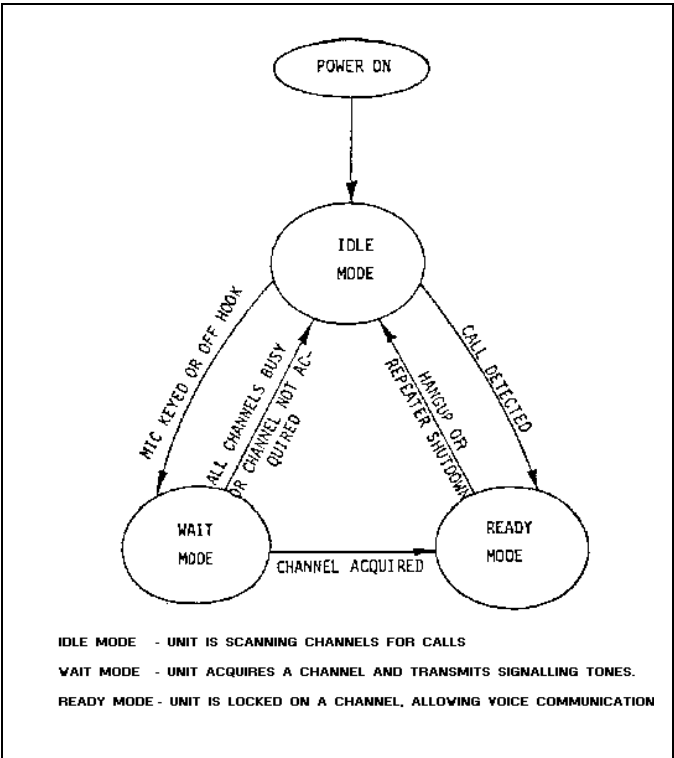 POWER ON
IDLE
MODE
MIC KEYED OR OFF HOOK
ALL CHANNELS BUSY
OR CHANNEL NOT AC-
QUIRED
HANGUP OR
REPEATER SHUTDOWN
CALL DETECTED
WAIT
MODE
READY
MODE
CHANNEL ACQUIRED
IDLE MODE - UNIT IS SCANNING CHANNELS FOR CALLS
WAIT MODE - UNIT ACQUIRES A CHANNEL AND TRANSMITS SIGNALLING TONES.
READY MODE - UNIT IS LOCKED ON A CHANNEL, ALLOWING VOICE COMMUNICATION